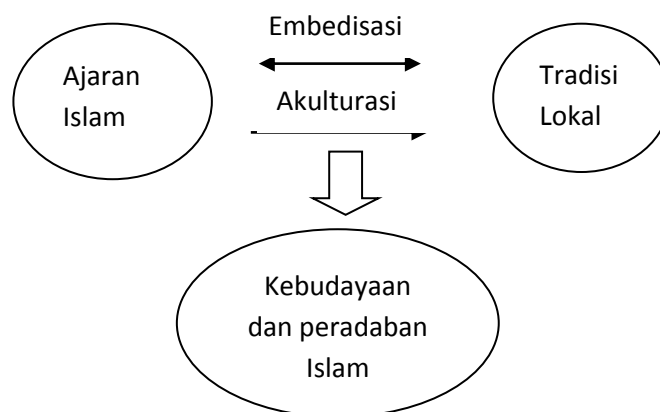 Embedisasi
Ajaran
Islam
Akulturasi
Tradisi
Lokal
Kebudayaan
dan peradaban
Islam